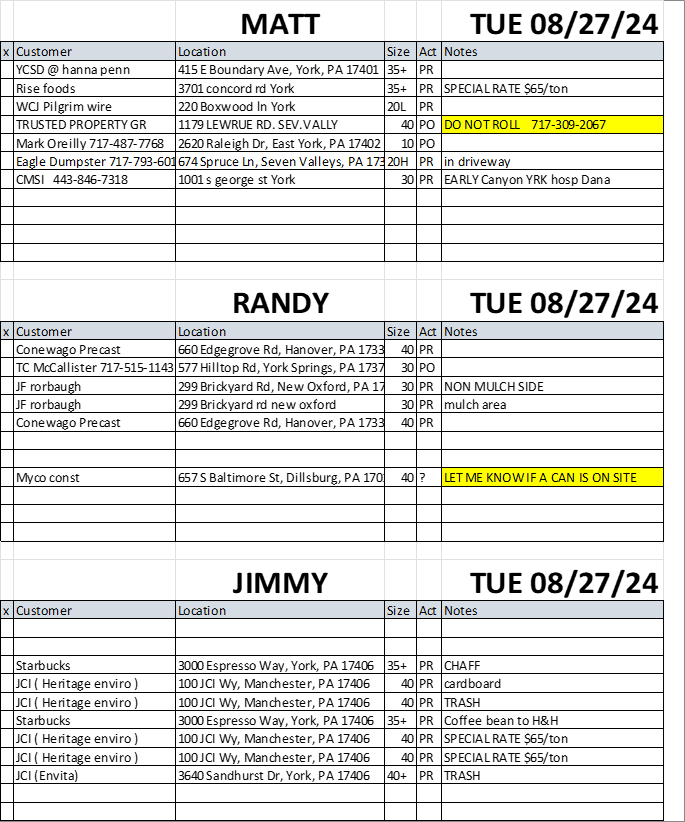 MATT TUE 08/27/24
x Customer Location Size Act Notes
YCSD @ hanna penn 415 E Boundary Ave, York, PA 17401 35+ PR
Rise foods 3701 concord rd York 35+ PR SPECIAL RATE $65/ton
WCJ Pilgrim wire 220 Boxwood ln York 20L PR
TRUSTED PROPERTY GR 1179 LEWRUE RD. SEV.VALLY 40 PO DO NOT ROLL 717-309-2067
Mark Oreilly 717-487-7768 2620 Raleigh Dr, East York, PA 17402 10 PO
Eagle Dumpster 717-793-601 674 Spruce Ln, Seven Valleys, PA 173 20H PR in driveway
CMSI 443-846-7318 1001 s george st York 30 PR EARLY Canyon YRK hosp Dana
RANDY TUE 08/27/24
x Customer Location Size Act Notes
Conewago Precast 660 Edgegrove Rd, Hanover, PA 1733 40 PR
TC McCallister 717-515-1143 577 Hilltop Rd, York Springs, PA 1737 30 PO
JF rorbaugh 299 Brickyard Rd, New Oxford, PA 17 30 PR NON MULCH SIDE
JF rorbaugh 299 Brickyard rd new oxford 30 PR mulch area
Conewago Precast 660 Edgegrove Rd, Hanover, PA 1733 40 PR
Myco const 657 S Baltimore St, Dillsburg, PA 170 40 ? LET ME KNOW IF A CAN IS ON SITE
JIMMY TUE 08/27/24
x Customer Location Size Act Notes
Starbucks 3000 Espresso Way, York, PA 17406 35+ PR CHAFF
JCI ( Heritage enviro ) 100 JCI Wy, Manchester, PA 17406 40 PR cardboard
JCI ( Heritage enviro ) 100 JCI Wy, Manchester, PA 17406 40 PR TRASH
Starbucks 3000 Espresso Way, York, PA 17406 35+ PR Coffee bean to H&H
JCI ( Heritage enviro ) 100 JCI Wy, Manchester, PA 17406 40 PR SPECIAL RATE $65/ton
JCI ( Heritage enviro ) 100 JCI Wy, Manchester, PA 17406 40 PR SPECIAL RATE $65/ton
JCI (Envita) 3640 Sandhurst Dr, York, PA 17406 40+ PR TRASH